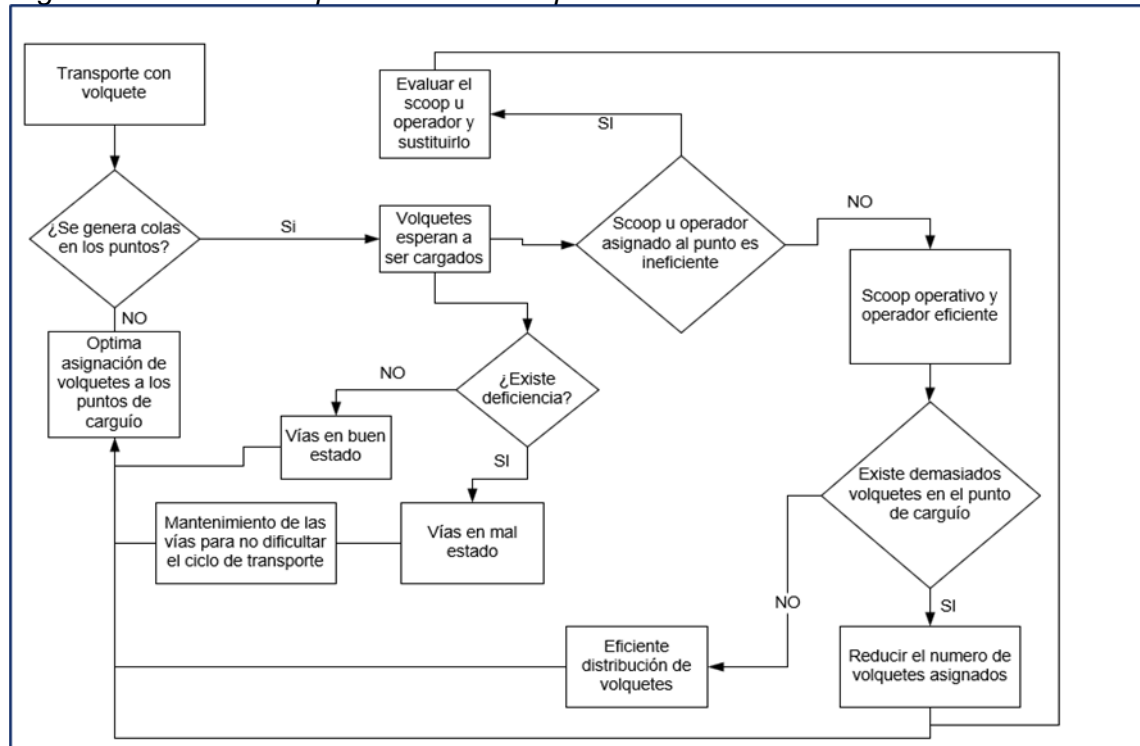 Transporte con
volquete
¿Se genera colas
en los puntos?
Si
NO
Optima
asignación de
volquetes a los
puntos de
carguío
Volquetes
esperan a
ser cargados
Evaluar el
scoop u
operador y
sustituirlo
SI
Scoop u operador
asignado al punto es
ineficiente
NO
Scoop operativo y
operador eficiente
¿Existe
deficiencia?
NO
Vías en buen
estado
SI
Vías en mal
estado
Mantenimiento de las
vías para no dificultar
el ciclo de transporte
Existe demasiados
volquetes en el punto
de carguío
NO
SI
Eficiente
distribución de
volquetes
Reducir el numero de
volquetes asignados